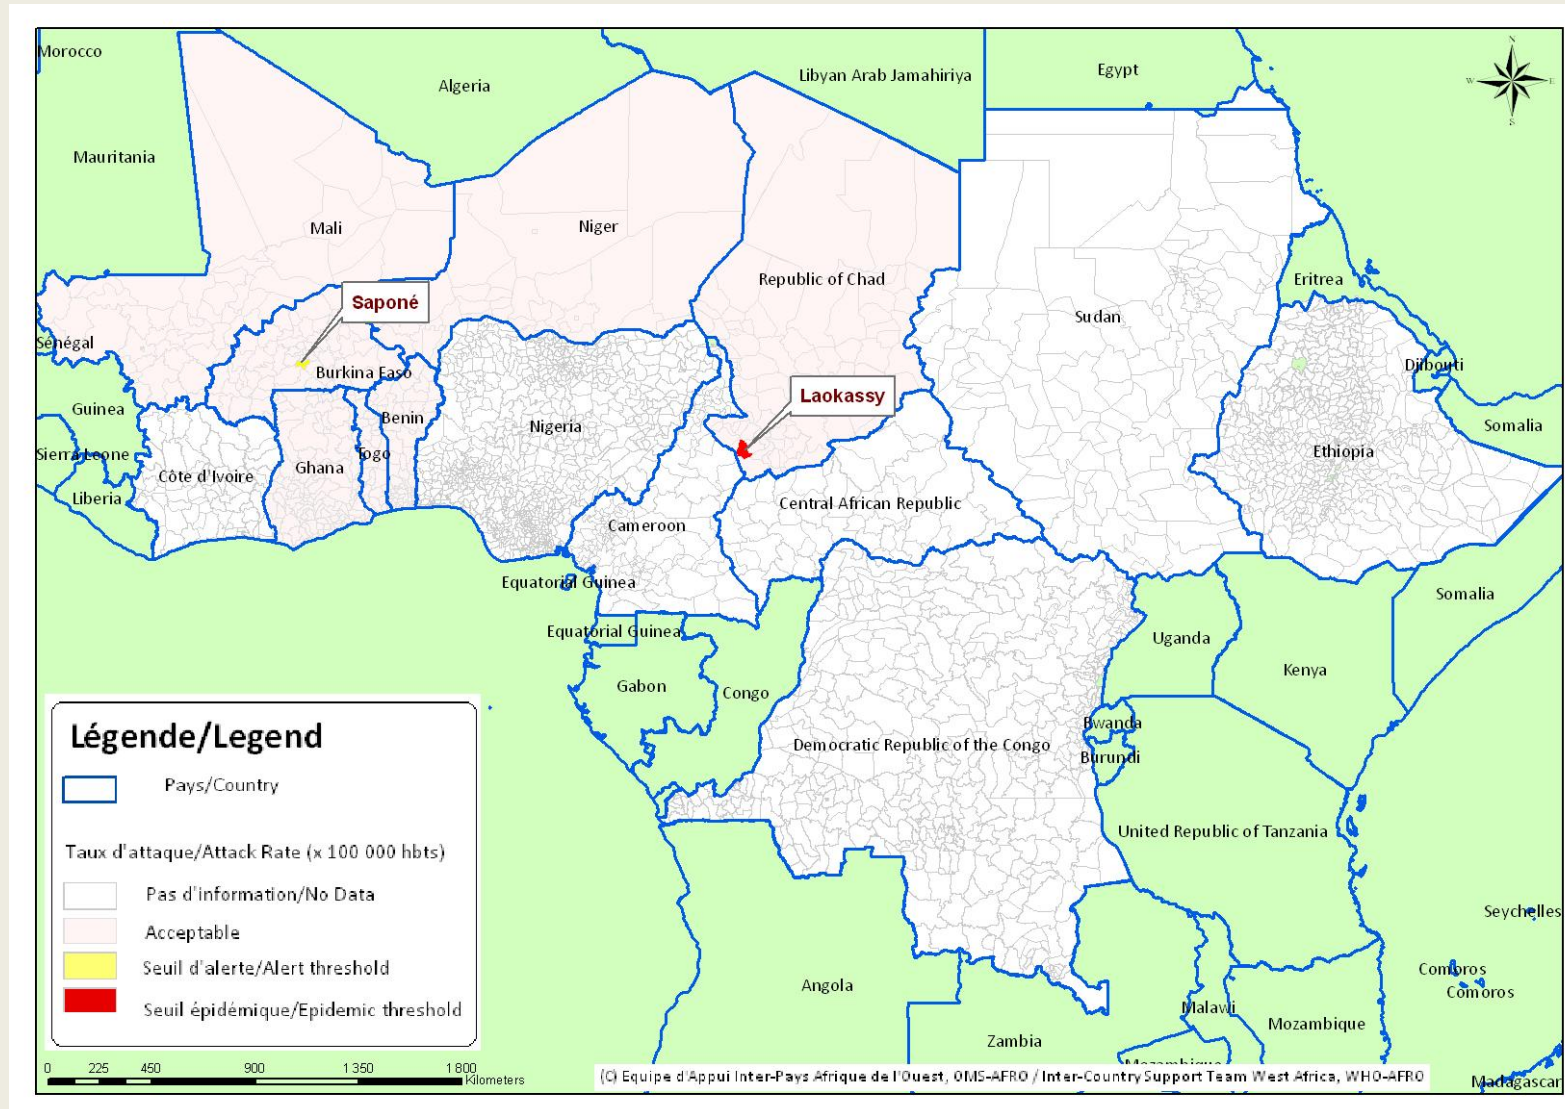 Morocco
Algeria
Libyan Arab Jamahiriya
Egypt
N
W
E
S
Mauritania
Mali
Niger
Republic of Chad
Sudan
Eritrea
Saponé
Sénégal
Burkina Faso
Djibouti
Laokassy
Guinea
Benin
Nigeria
Somalia
Sierra Leone
Togo
Ghana
Côte d'Ivoire
Ethiopia
Liberia
Central African Republic
Cameroon
Equatorial Guinea
Somalia
Equatorial Guinea
Uganda
Kenya
Gabon
Congo
Rwanda
Democratic Republic of the Congo
Burundi
United Republic of Tanzania
Seychelles
Angola
Comoros
Comoros
Malawi
Mozambique
Zambia
Mozambique
Madagascar
Légende/Legend
Pays/Country
Taux d'attaque/Attack Rate (x 100 000 hbts)
Pas d'information/No Data
Acceptable
Seuil d'alerte/Alert threshold
Seuil épidémique/Epidemic threshold
0 225 450 900 1 350 1 800
Kilometers
(C) Equipe d'Appui Inter-Pays Afrique de l'Ouest, OMS-AFRO / Inter-Country Support Team West Africa, WHO-AFRO